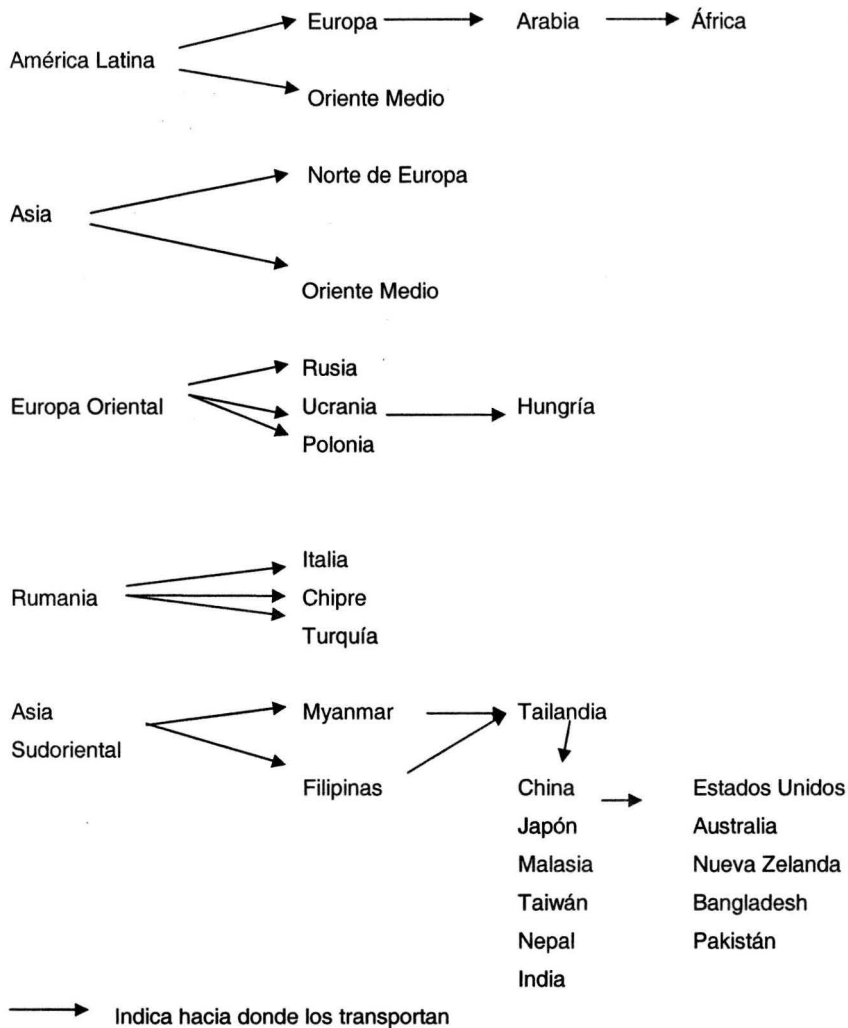 Europa Arabia África
América Latina
Oriente Medio
Norte de Europa
Asia
Oriente Medio
Rusia
Europa Oriental Ucrania Hungría
Polonia
Italia
Rumania Chipre
Turquía
Asia Myanmar Tailandia
Sudoriental
Filipinas China Estados Unidos
Japón Australia
Malasia Nueva Zelanda
Taiwán Bangladesh
Nepal Pakistán
India
Indica hacia donde los transportan